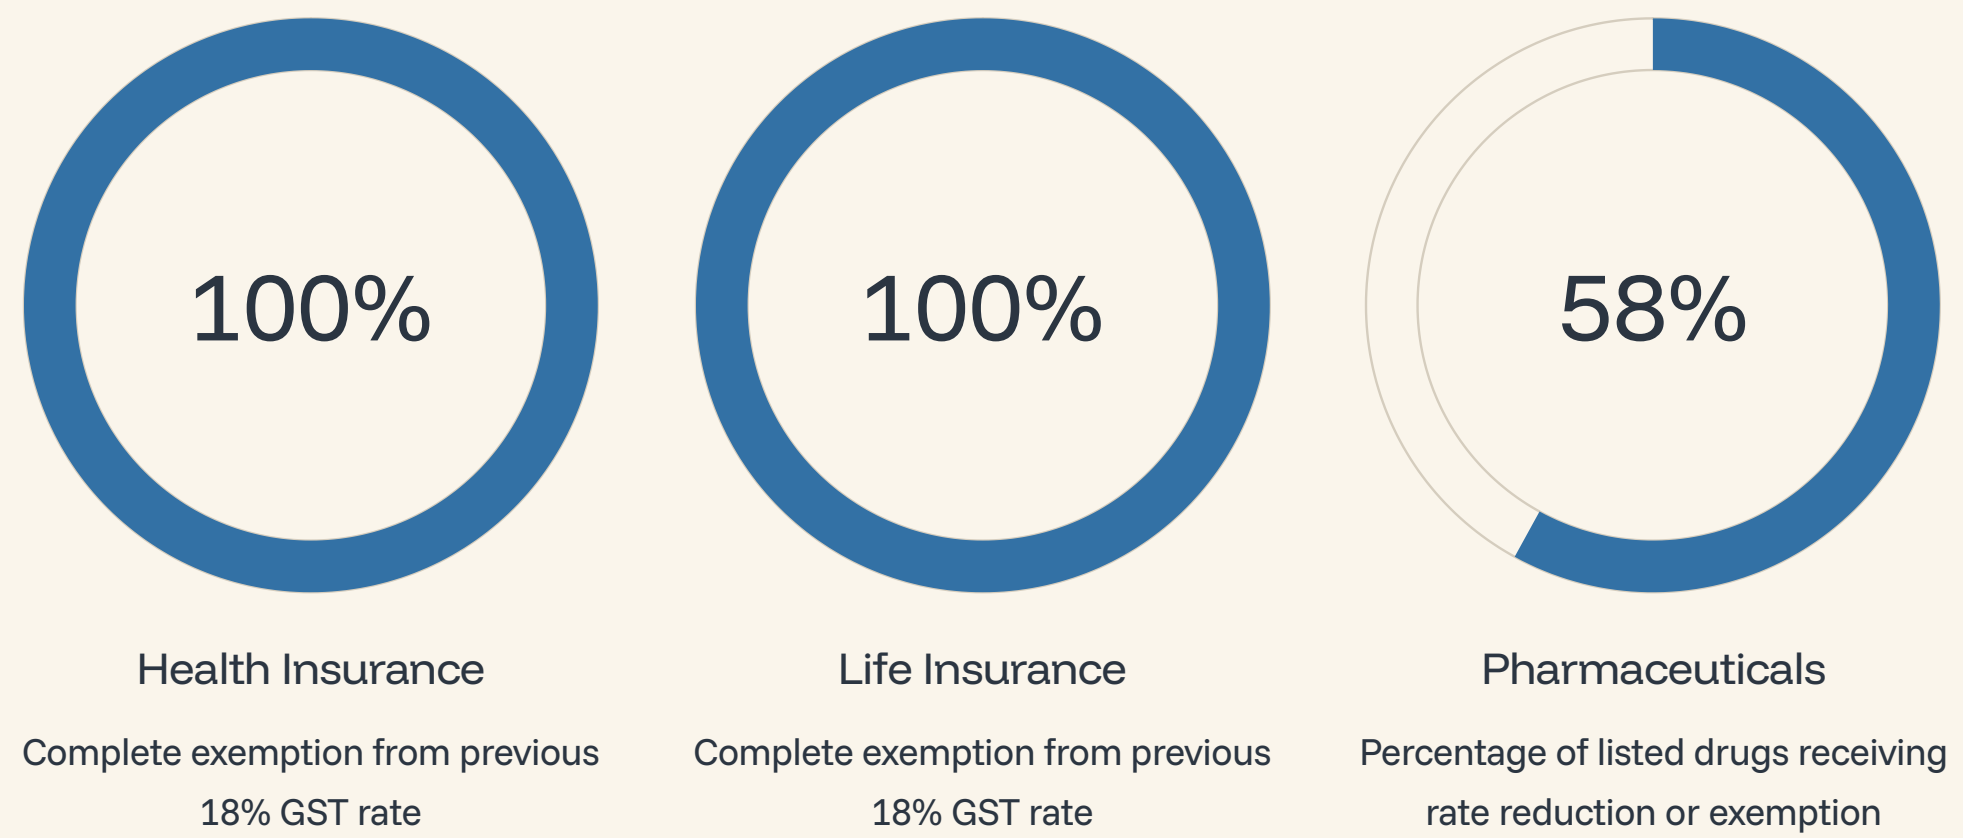 100%
Health Insurance
Complete exemption from previous
18% GST rate
100%
Life Insurance
Complete exemption from previous
18% GST rate
58%
Pharmaceuticals
Percentage of listed drugs receiving
rate reduction or exemption